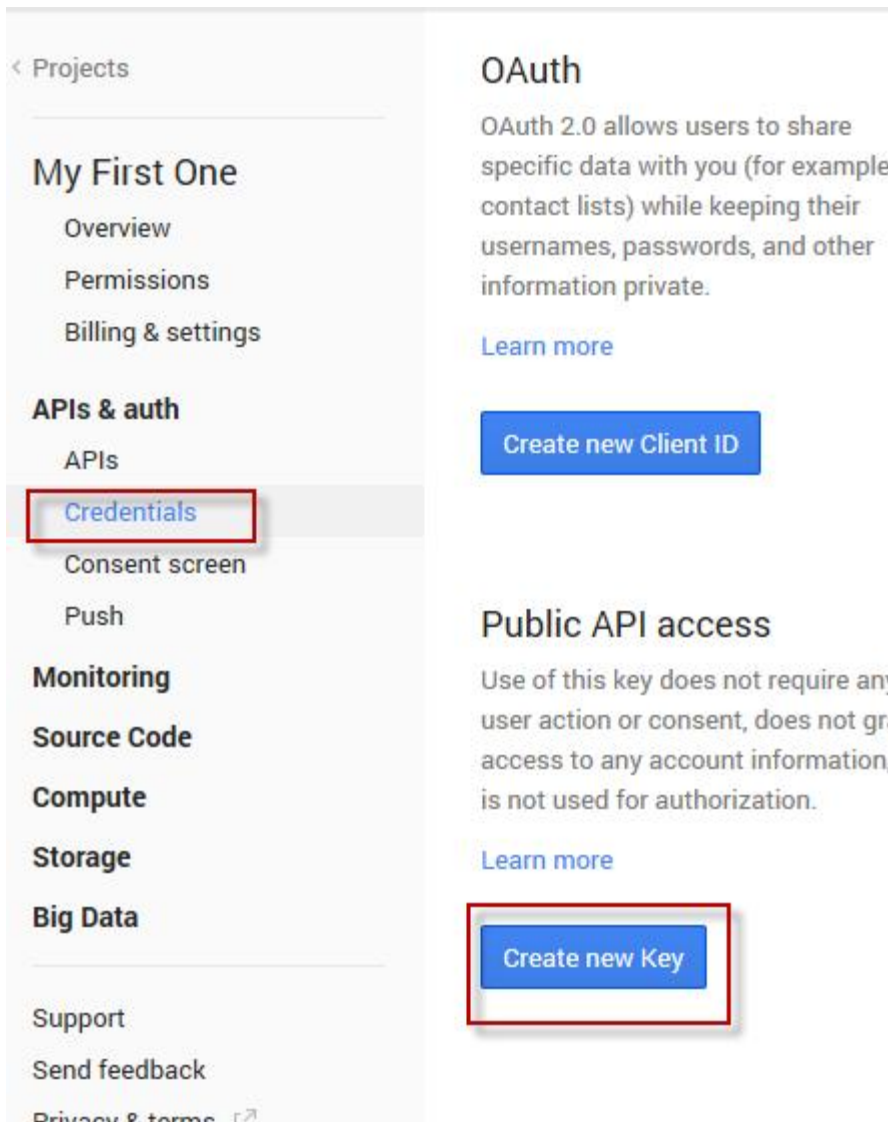 Projects
My First One
Overview
Permissions
Billing & settings
APIs & auth
APIs
Credentials
Consent screen
Push
Monitoring
Source Code
Compute
Storage
Big Data
Support
Send feedback
Privacy & terms
OAuth
OAuth 2.0 allows users to share
specific data with you (for example
contact lists) while keeping their
usernames, passwords, and other
information private.
Learn more
Create new Client ID
Public API access
Use of this key does not require any
user action or consent, does not
access to any account information,
is not used for authorization.
Learn more
Create new Key